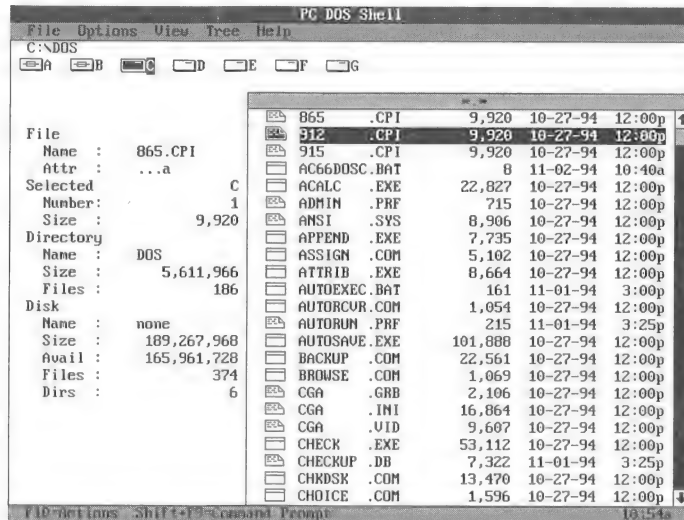 PC DOS Shell
File Options View Tree Help
C:\DOS
A B C D E F G
*.*
File
Name : 865.CPI
Attr : ...a
Selected C
Number: 1
Size : 9,920
Directory
Name : DOS
Size : 5,611,966
Files : 186
Disk
Name : none
Size : 189,267,968
Avail : 165,961,728
Files : 374
Dirs : 6
865 .CPI 9,920 10-27-94 12:00p
912 .CPI 9,920 10-27-94 12:00p
915 .CPI 9,920 10-27-94 12:00p
AC66DOSC.BAT 8 11-02-94 10:40a
ACALC .EXE 22,827 10-27-94 12:00p
ADMIN .PRF 715 10-27-94 12:00p
ANSI .SYS 8,906 10-27-94 12:00p
APPEND .EXE 7,735 10-27-94 12:00p
ASSIGN .COM 5,102 10-27-94 12:00p
ATTRIB .EXE 8,664 10-27-94 12:00p
AUTOEXEC.BAT 161 11-01-94 3:00p
AUTORCVR.COM 1,054 10-27-94 12:00p
AUTORUN .PRF 215 11-01-94 3:25p
AUTOSAVE.EXE 101,888 10-27-94 12:00p
BACKUP .COM 22,561 10-27-94 12:00p
BROWSE .COM 1,069 10-27-94 12:00p
CGA .GRB 2,106 10-27-94 12:00p
CGA .INI 16,864 10-27-94 12:00p
CGA .VID 9,607 10-27-94 12:00p
CHECK .EXE 53,112 10-27-94 12:00p
CHECKUP .DB 7,322 11-01-94 3:25p
CHKDSK .COM 13,470 10-27-94 12:00p
CHOICE .COM 1,596 10-27-94 12:00p
F10=Actions Shift+F9=Command Prompt 10:54a